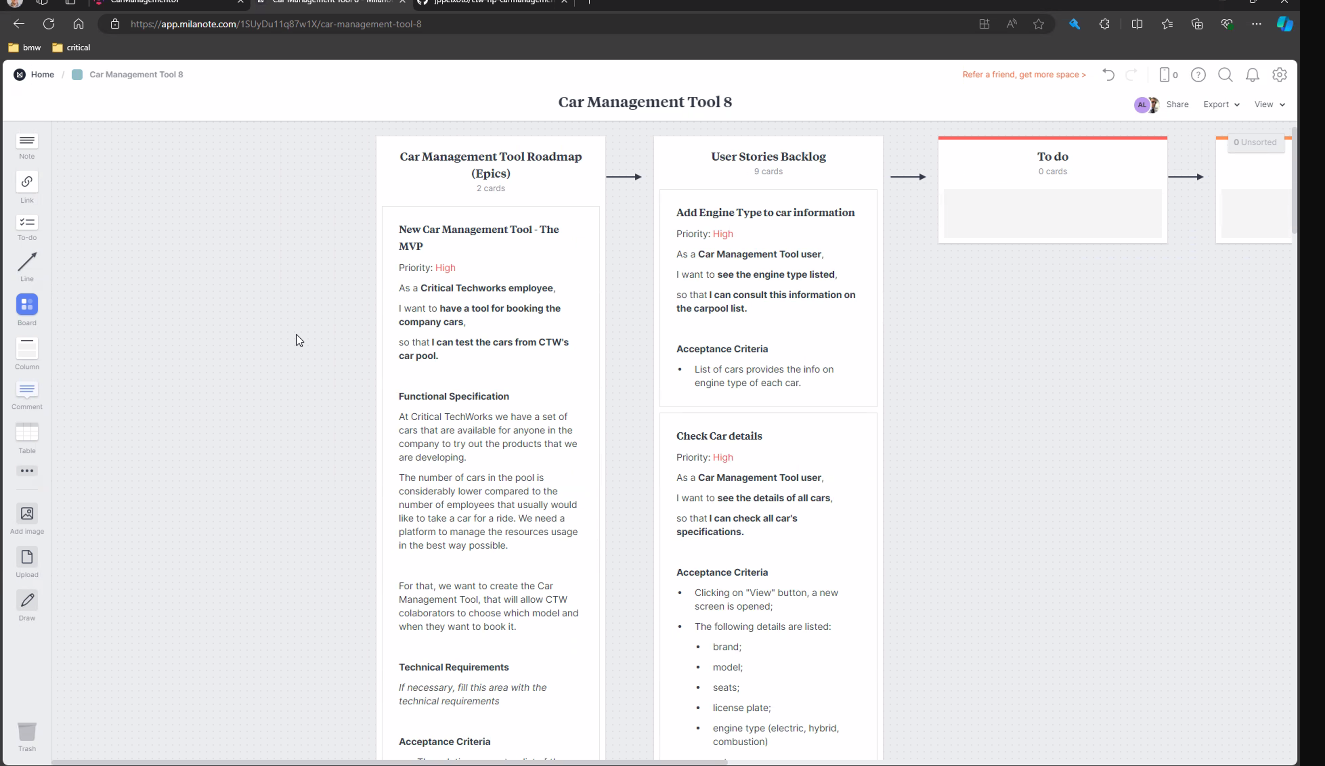 https://app.milanote.com/1SUyDu11q87w1X/car-management-tool-8
bmw
critical
Home / Car Management Tool 8
Refer a friend, get more space >
0
Car Management Tool 8
AL
Share
Export
View
Note
Link
To-do
Line
Board
Column
Comment
Table
Add image
Upload
Draw
Trash
Car Management Tool Roadmap
(Epics)
2 cards
New Car Management Tool - The
MVP
Priority: High
As a Critical Techworks employee,
I want to have a tool for booking the
company cars,
so that I can test the cars from CTW's
car pool.
Functional Specification
At Critical TechWorks we have a set of
cars that are available for anyone in the
company to try out the products that we
are developing.
The number of cars in the pool is
considerably lower compared to the
number of employees that usually would
like to take a car for a ride. We need a
platform to manage the resources usage
in the best way possible.
For that, we want to create the Car
Management Tool, that will allow CTW
colaborators to choose which model and
when they want to book it.
Technical Requirements
If necessary, fill this area with the
technical requirements
Acceptance Criteria
User Stories Backlog
9 cards
Add Engine Type to car information
Priority: High
As a Car Management Tool user,
I want to see the engine type listed,
so that I can consult this information on
the carpool list.
Acceptance Criteria
• List of cars provides the info on
engine type of each car.
Check Car details
Priority: High
As a Car Management Tool user,
I want to see the details of all cars,
so that I can check all car's
specifications.
Acceptance Criteria
• Clicking on "View" button, a new
screen is opened;
• The following details are listed:
• brand;
• model;
• seats;
• license plate;
• engine type (electric, hybrid,
combustion)
To do
0 cards
0 Unsorted